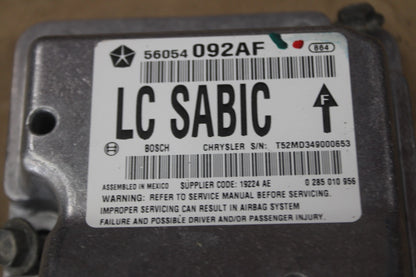 56054 092AF 864
LC SABIC
F
BOSCH CHRYSLER S/N: T52MD349000653
ASSEMBLED IN MEXICO SUPPLIER CODE: 19224 AE 0 285 010 956
WARNING: REFER TO SERVICE MANUAL BEFORE SERVICING.
IMPROPER SERVICING CAN RESULT IN AIRBAG SYSTEM
FAILURE AND POSSIBLE DRIVER AND/OR PASSENGER INJURY.